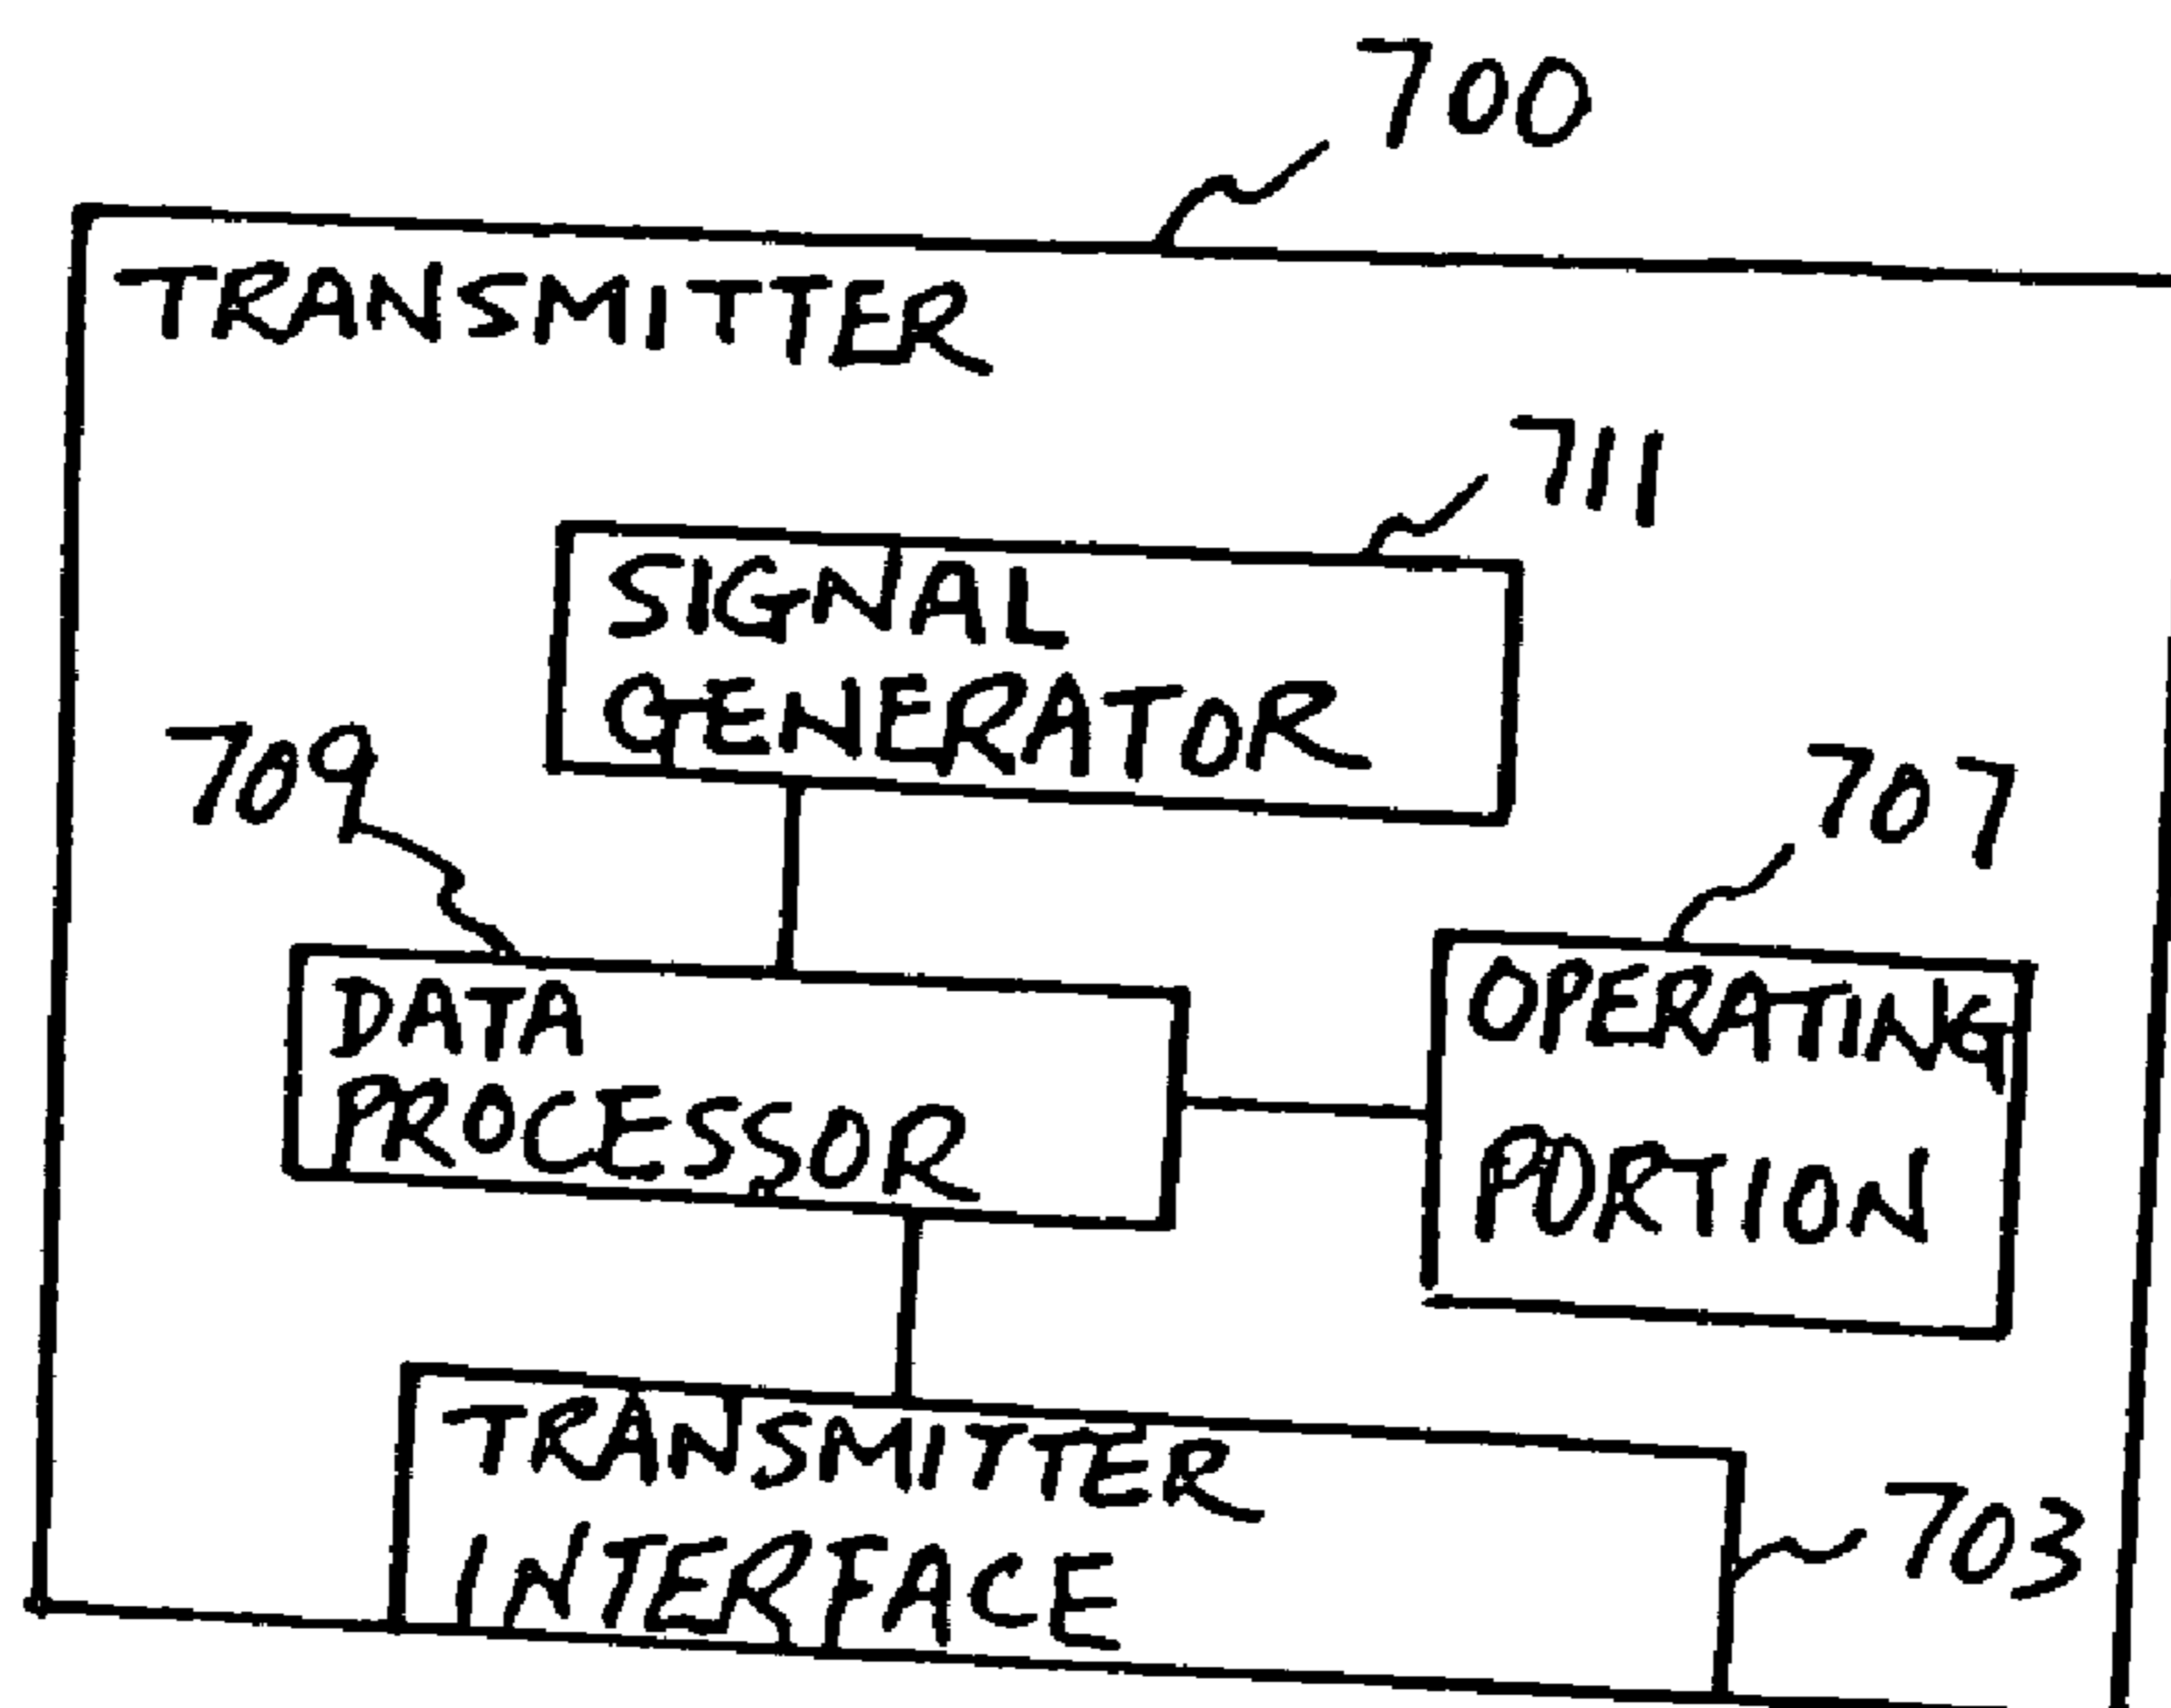 700
TRANSMITTER
711
SIGNAL
GENERATOR
709
707
DATA
PROCESSOR
OPERATING
PORTION
TRANSMITTER
INTERFACE
703